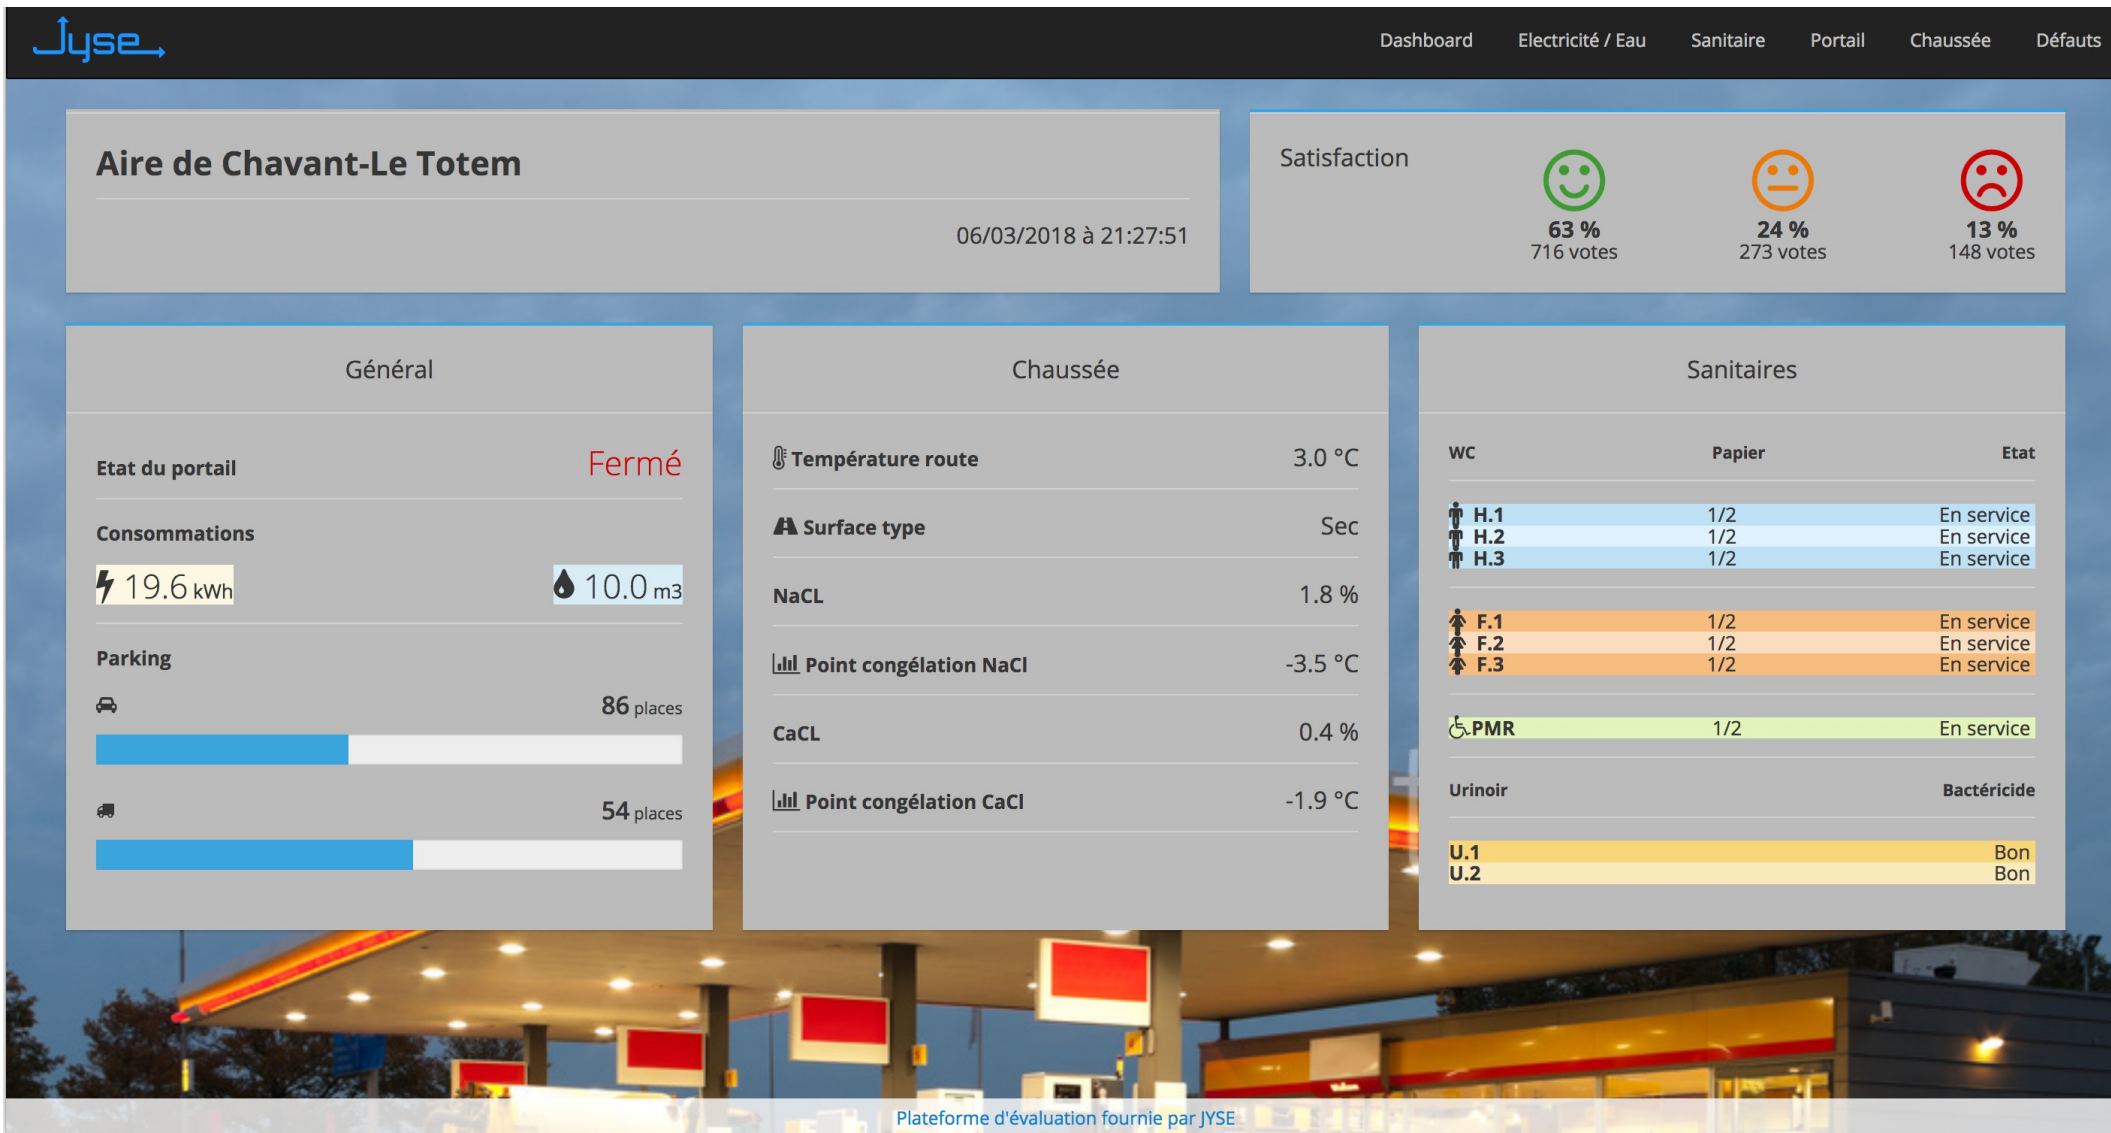 Jyse
Dashboard Electricité / Eau Sanitaire Portail Chaussée Défauts
Aire de Chavant-Le Totem
06/03/2018 à 21:27:51
Satisfaction
63 % 24 % 13 %
716 votes 273 votes 148 votes
Général
Etat du portail Fermé
Consommations
19.6 kWh 10.0 m3
Parking
86 places
54 places
Chaussée
Température route 3.0 °C
Surface type Sec
NaCL 1.8 %
Point congélation NaCl -3.5 °C
CaCL 0.4 %
Point congélation CaCl -1.9 °C
Sanitaires
WC Papier Etat
H.1 1/2 En service
H.2 1/2 En service
H.3 1/2 En service
F.1 1/2 En service
F.2 1/2 En service
F.3 1/2 En service
PMR 1/2 En service
Urinoir Bactéricide
U.1 Bon
U.2 Bon
Plateforme d'évaluation fournie par JYSE